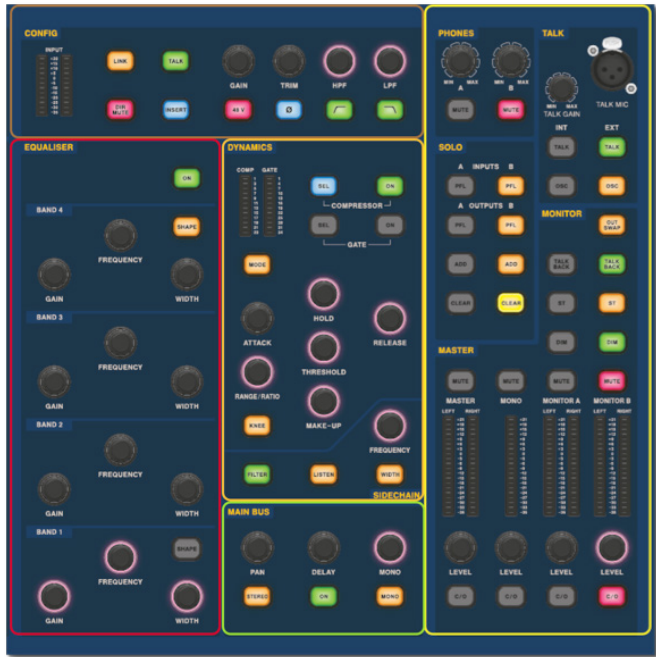 CONFIG
INPUT
LINK
TALK
GAIN
TRIM
HPF
LPF
DIR MUTE
INSERT
48 V
Ø
EQUALISER
ON
BAND 4
SHAPE
FREQUENCY
GAIN
WIDTH
BAND 3
FREQUENCY
GAIN
WIDTH
BAND 2
FREQUENCY
GAIN
WIDTH
BAND 1
SHAPE
FREQUENCY
GAIN
WIDTH
DYNAMICS
COMP GATE
SEL
ON
COMPRESSOR
SEL
ON
GATE
MODE
HOLD
ATTACK
RELEASE
THRESHOLD
RANGE/RATIO
MAKE-UP
KNEE
FREQUENCY
FILTER
LISTEN
WIDTH
SIDECHAIN
MAIN BUS
PAN
DELAY
MONO
STEREO
ON
MONO
PHONES
MIN MAX
MIN MAX
A
B
MUTE
MUTE
TALK
MIN MAX
TALK GAIN
TALK MIC
INT
EXT
TALK
TALK
OSC
OSC
SOLO
A INPUTS B
PFL
PFL
A OUTPUTS B
PFL
PFL
ADD
ADD
CLEAR
CLEAR
MONITOR
OUT SWAP
TALK BACK
TALK BACK
ST
ST
DIM
DIM
MASTER
MUTE
MUTE
MUTE
MUTE
MASTER
MONO
MONITOR A
MONITOR B
LEFT RIGHT
LEFT RIGHT
LEFT RIGHT
LEVEL
LEVEL
LEVEL
LEVEL
C/O
C/O
C/O
C/O